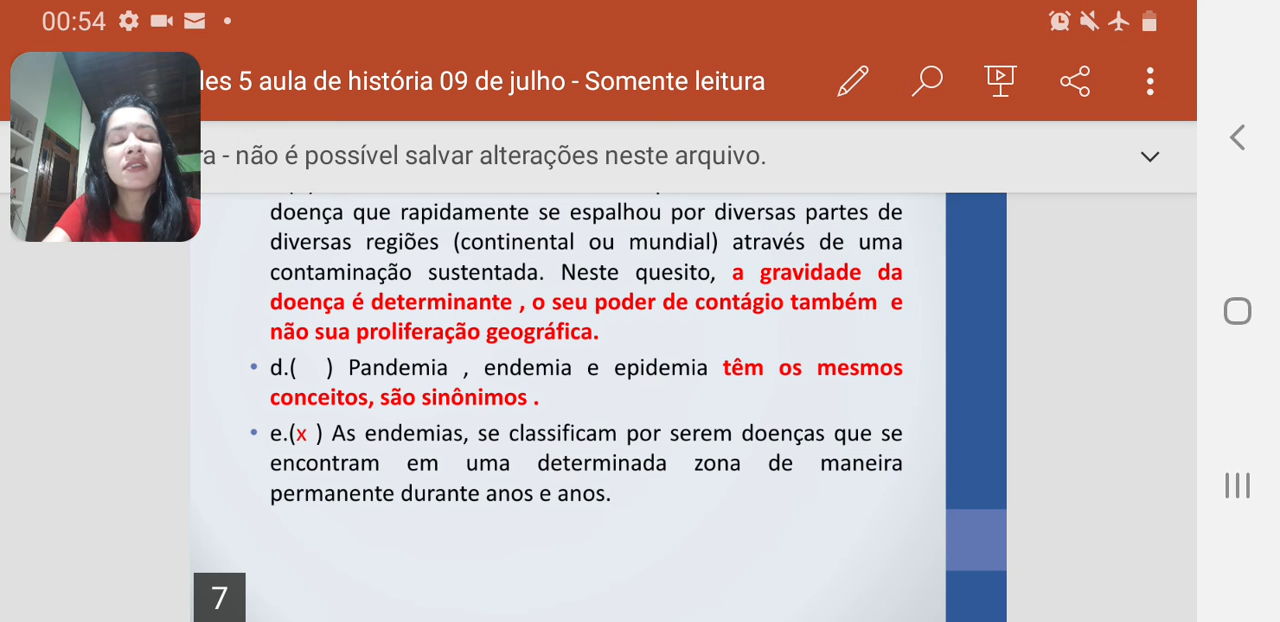 00:54
les 5 aula de história 09 de julho - Somente leitura
ra - não é possível salvar alterações neste arquivo.
doença que rapidamente se espalhou por diversas partes de
diversas regiões (continental ou mundial) através de uma
contaminação sustentada. Neste quesito, a gravidade da
doença é determinante , o seu poder de contágio também e
não sua proliferação geográfica.
• d.( ) Pandemia , endemia e epidemia têm os mesmos
conceitos, são sinônimos .
• e.(x ) As endemias, se classificam por serem doenças que se
encontram em uma determinada zona de maneira
permanente durante anos e anos.
7